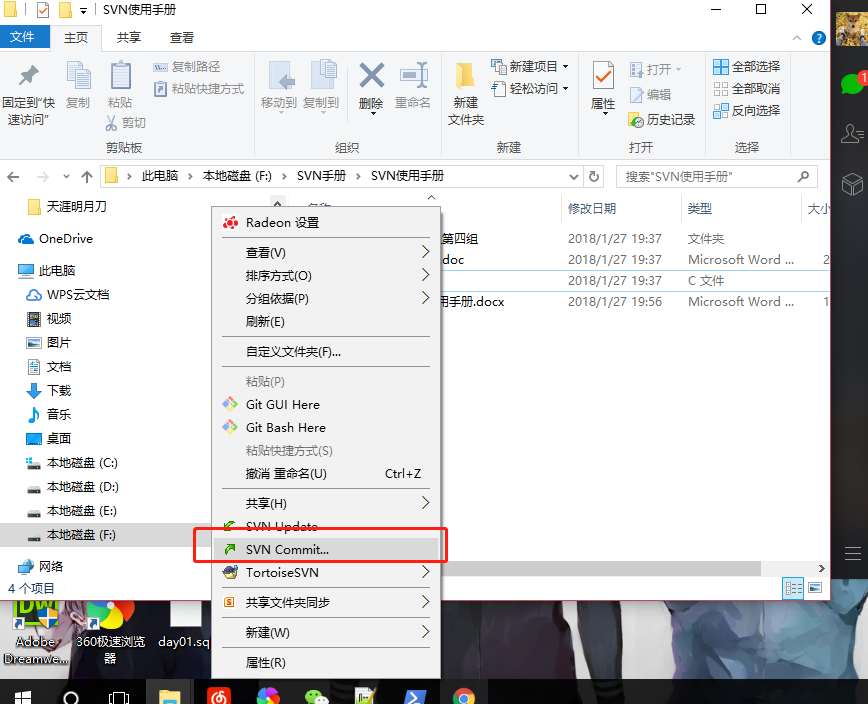 SVN使用手册
文件 主页 共享 查看
固定到"快速访问"
复制
粘贴
复制路径
粘贴快捷方式
剪切
移动到
复制到
删除
重命名
新建文件夹
新建项目
轻松访问
属性
打开
编辑
历史记录
全部选择
全部取消
反向选择
剪贴板 组织 新建 打开 选择
此电脑 本地磁盘 (F:) SVN手册 SVN使用手册
搜索"SVN使用手册"
天涯明月刀
OneDrive
此电脑
WPS云文档
视频
图片
文档
下载
音乐
桌面
本地磁盘 (C:)
本地磁盘 (D:)
本地磁盘 (E:)
本地磁盘 (F:)
网络
4 个项目
修改日期 类型 大小
第四组 2018/1/27 19:37 文件夹
.doc 2018/1/27 19:37 Microsoft Word ... 2
2018/1/27 19:37 C 文件
用手册.docx 2018/1/27 19:56 Microsoft Word ... 1
Radeon 设置
查看(V)
排序方式(O)
分组依据(P)
刷新(E)
自定义文件夹(F)...
粘贴(P)
Git GUI Here
Git Bash Here
粘贴快捷方式(S)
撤消 重命名(U) Ctrl+Z
共享(H)
SVN Update
SVN Commit...
TortoiseSVN
共享文件夹同步
新建(W)
属性(R)
Adobe Dreamwe...
360极速浏览器
day01.sq
1